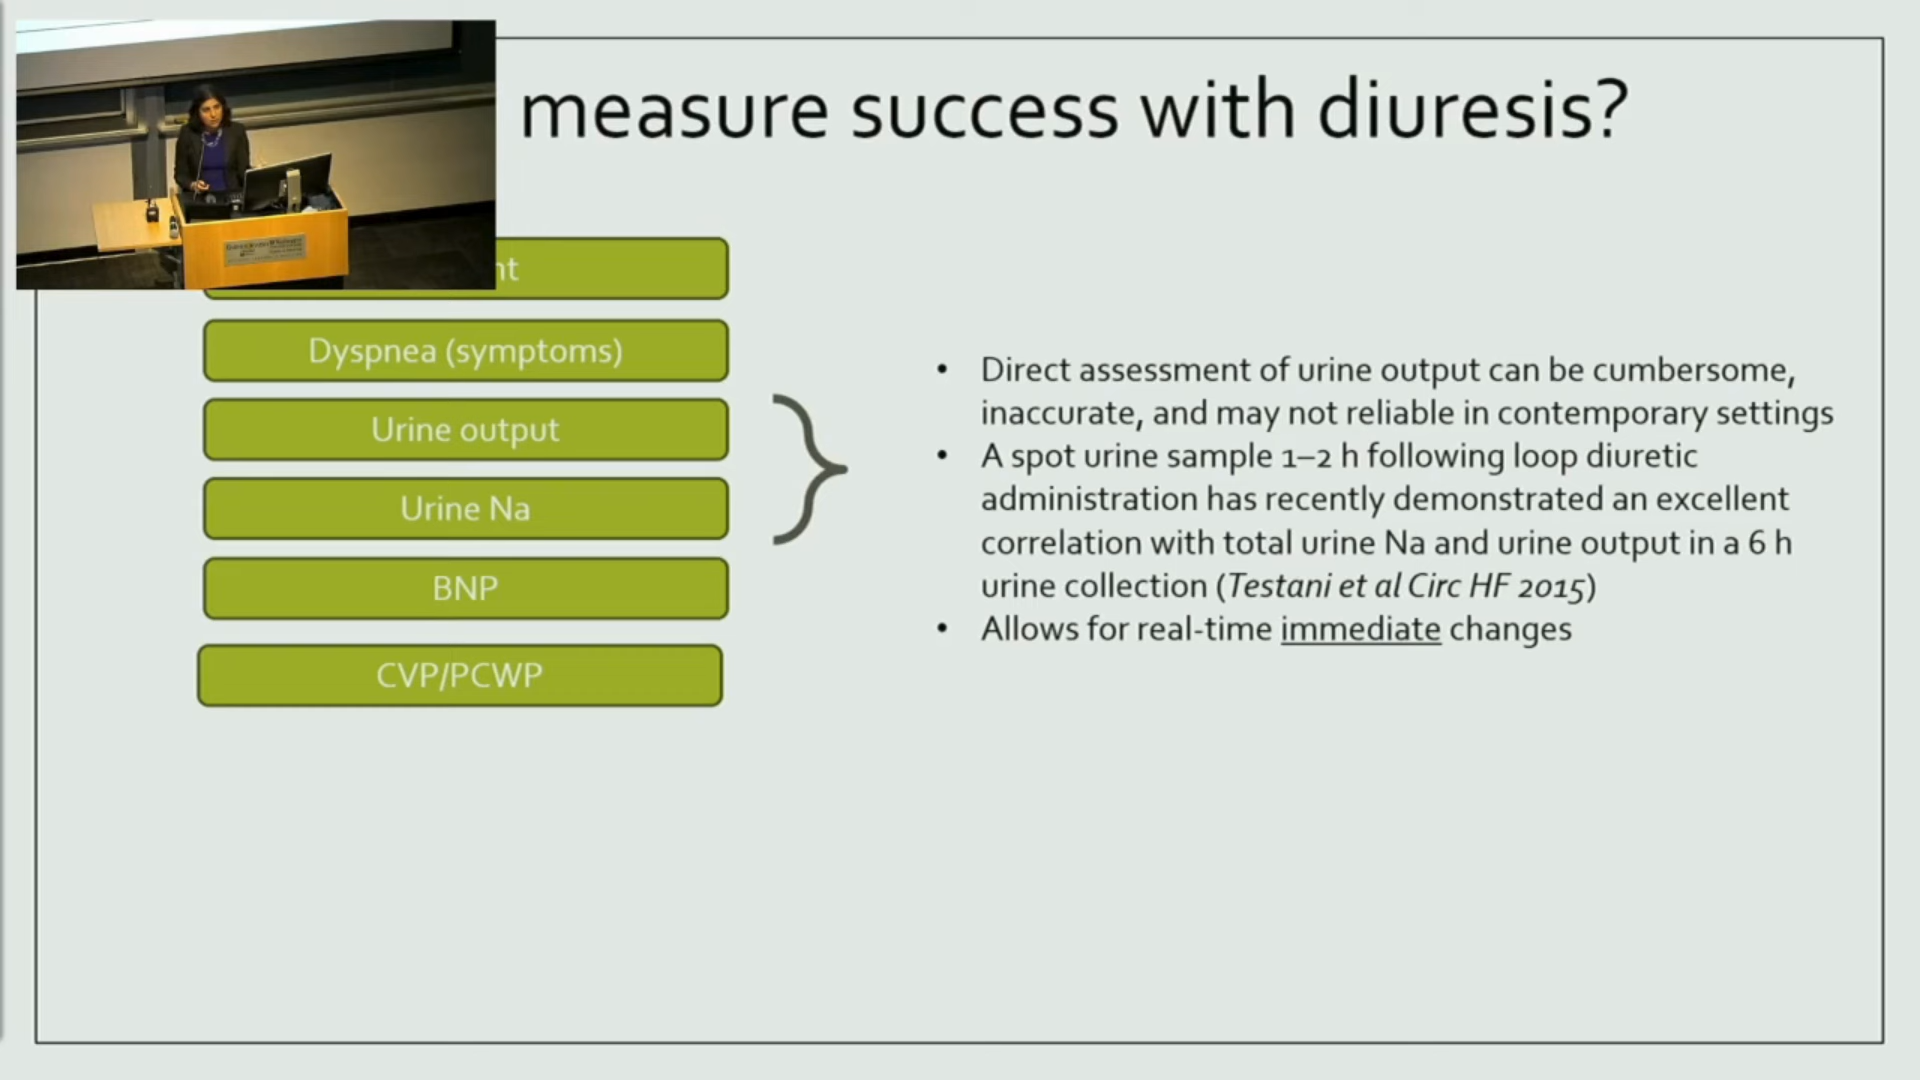 measure success with diuresis?
Dyspnea (symptoms)
Urine output
Urine Na
BNP
CVP/PCWP
• Direct assessment of urine output can be cumbersome,
inaccurate, and may not reliable in contemporary settings
• A spot urine sample 1–2 h following loop diuretic
administration has recently demonstrated an excellent
correlation with total urine Na and urine output in a 6 h
urine collection (Testani et al Circ HF 2015)
• Allows for real-time immediate changes